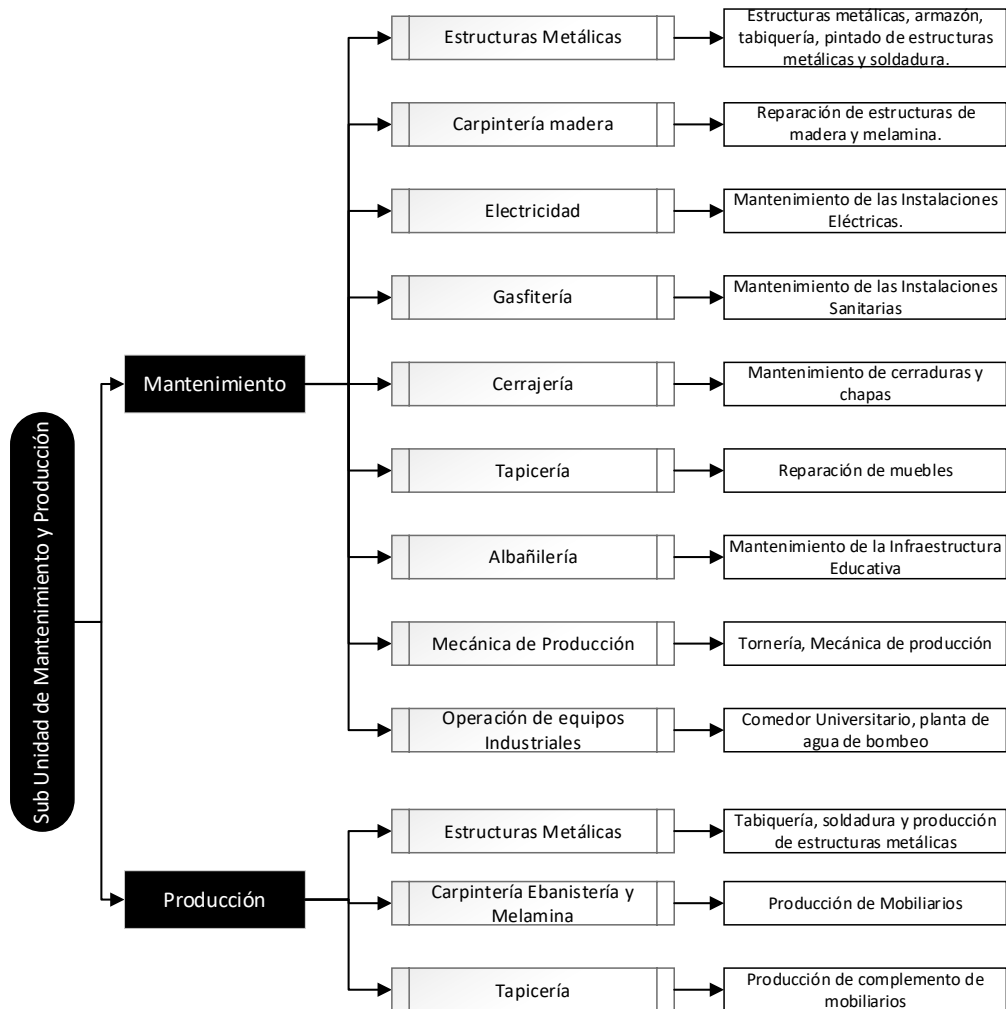 Sub Unidad de Mantenimiento y Producción
Mantenimiento
Estructuras Metálicas
Estructuras metálicas, armazón,
tabiquería, pintado de estructuras
metálicas y soldadura.
Carpintería madera
Reparación de estructuras de
madera y melamina.
Electricidad
Mantenimiento de las Instalaciones
Eléctricas.
Gasfitería
Mantenimiento de las Instalaciones
Sanitarias
Cerrajería
Mantenimiento de cerraduras y
chapas
Tapicería
Reparación de muebles
Albañilería
Mantenimiento de la Infraestructura
Educativa
Mecánica de Producción
Tornería, Mecánica de producción
Operación de equipos
Industriales
Comedor Universitario, planta de
agua de bombeo
Producción
Estructuras Metálicas
Tabiquería, soldadura y producción
de estructuras metálicas
Carpintería Ebanistería y
Melamina
Producción de Mobiliarios
Tapicería
Producción de complemento de
mobiliarios